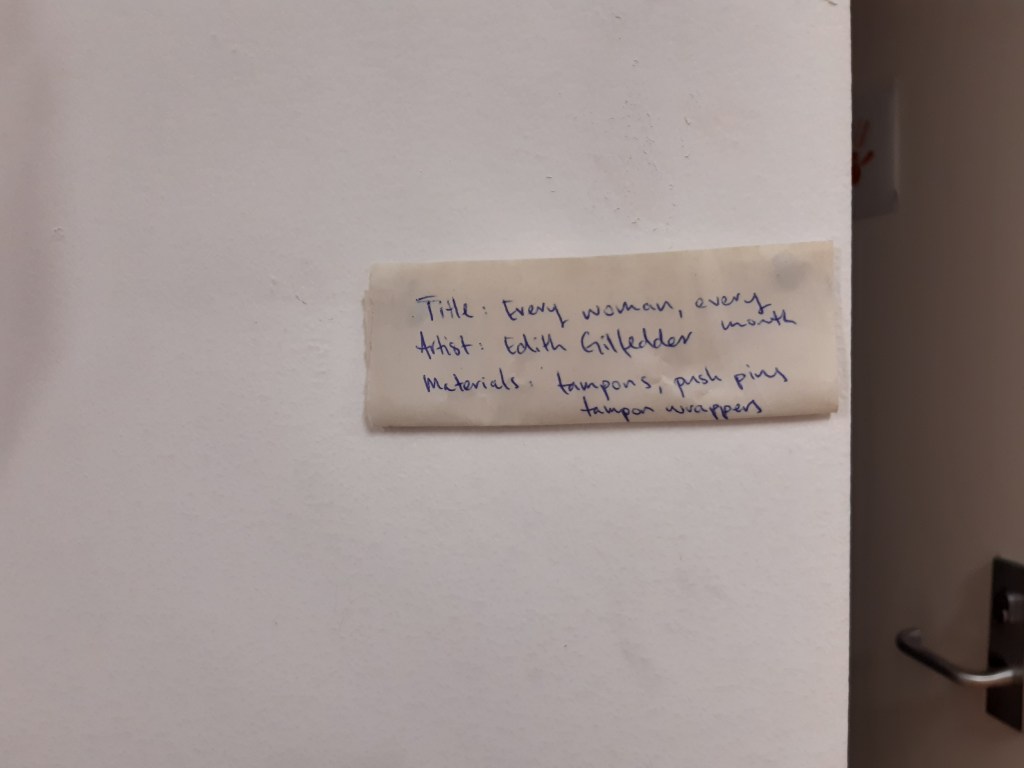 Title: Every woman, every
month
Artist: Edith Gilfedder
Materials: tampons, push pins
tampon wrappers